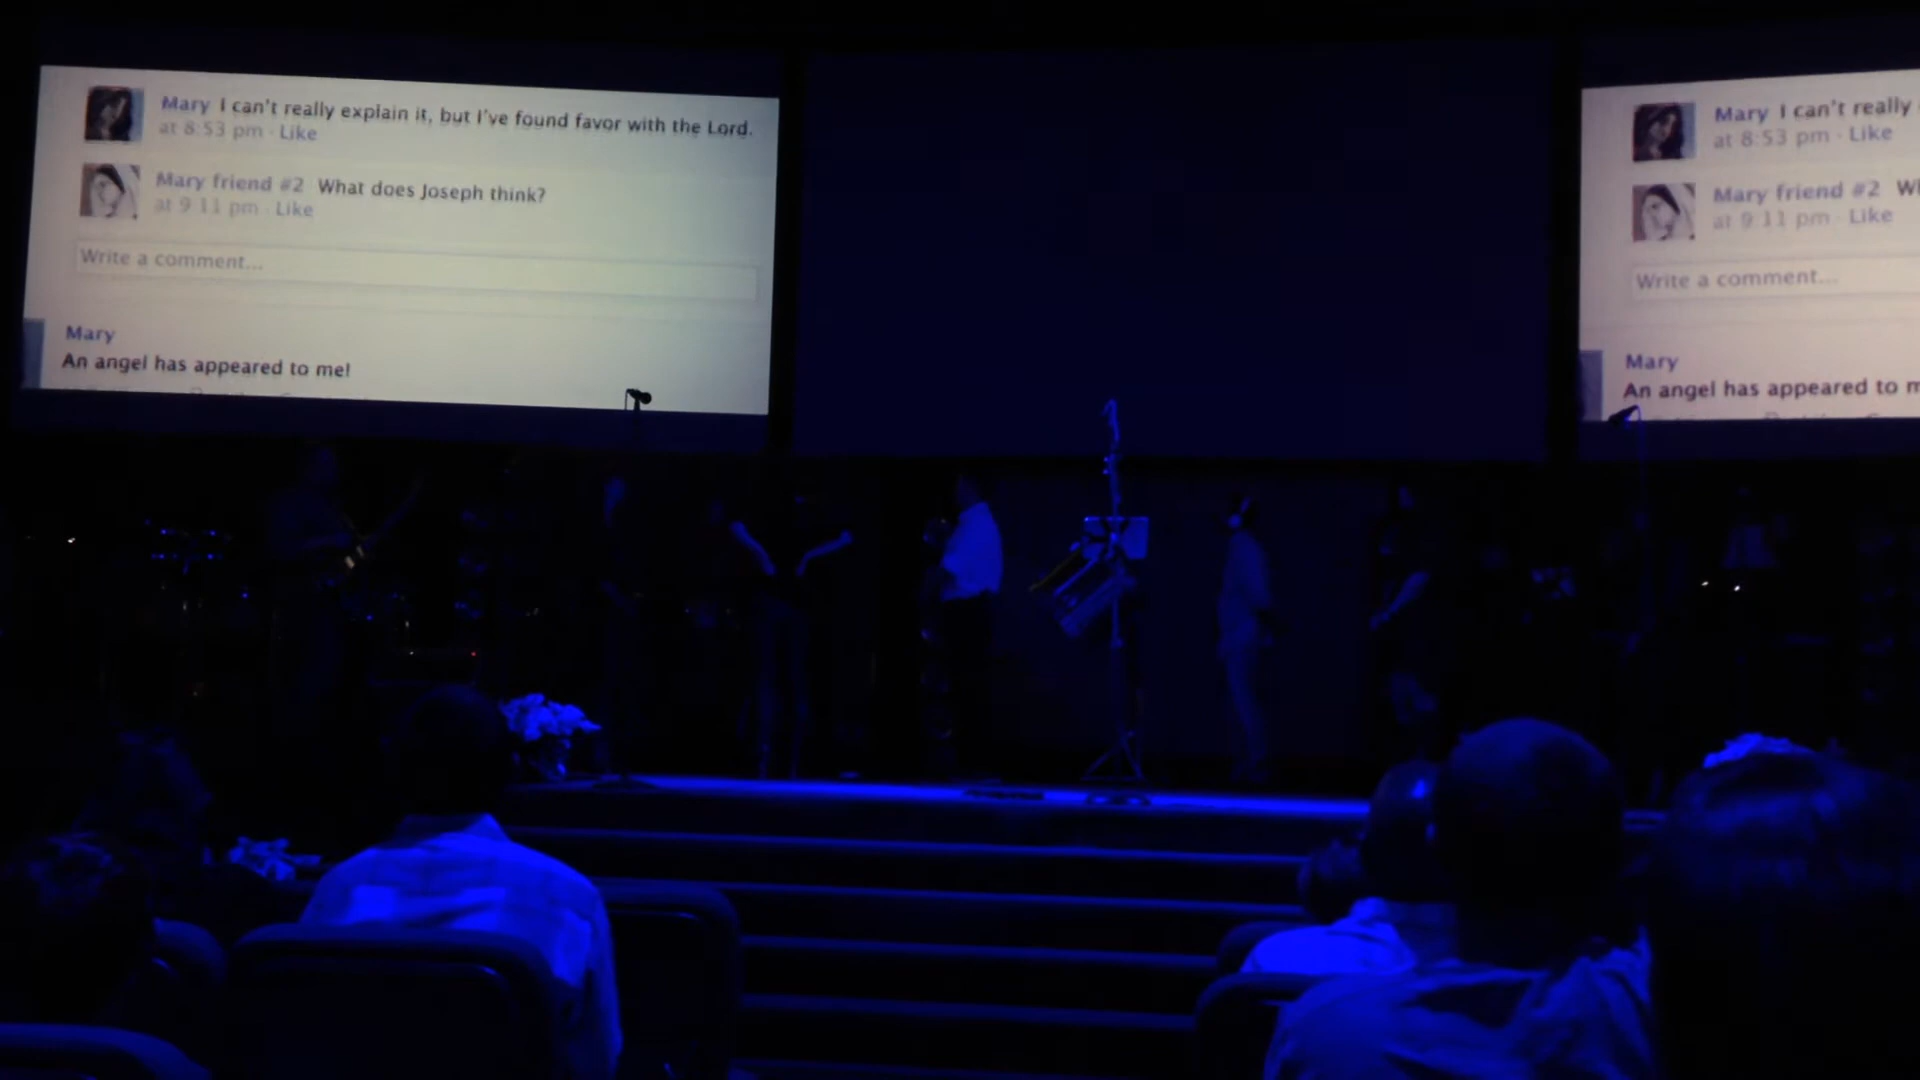 Mary I can't really explain it, but I've found favor with the Lord.
at 8:53 pm · Like
Mary friend #2 What does Joseph think?
at 9:11 pm · Like
Write a comment...
Mary
An angel has appeared to me!
Mary I can't really
at 8:53 pm · Like
Mary friend #2
at 9:11 pm · Like
Write a comment...
Mary
An angel has appeared to